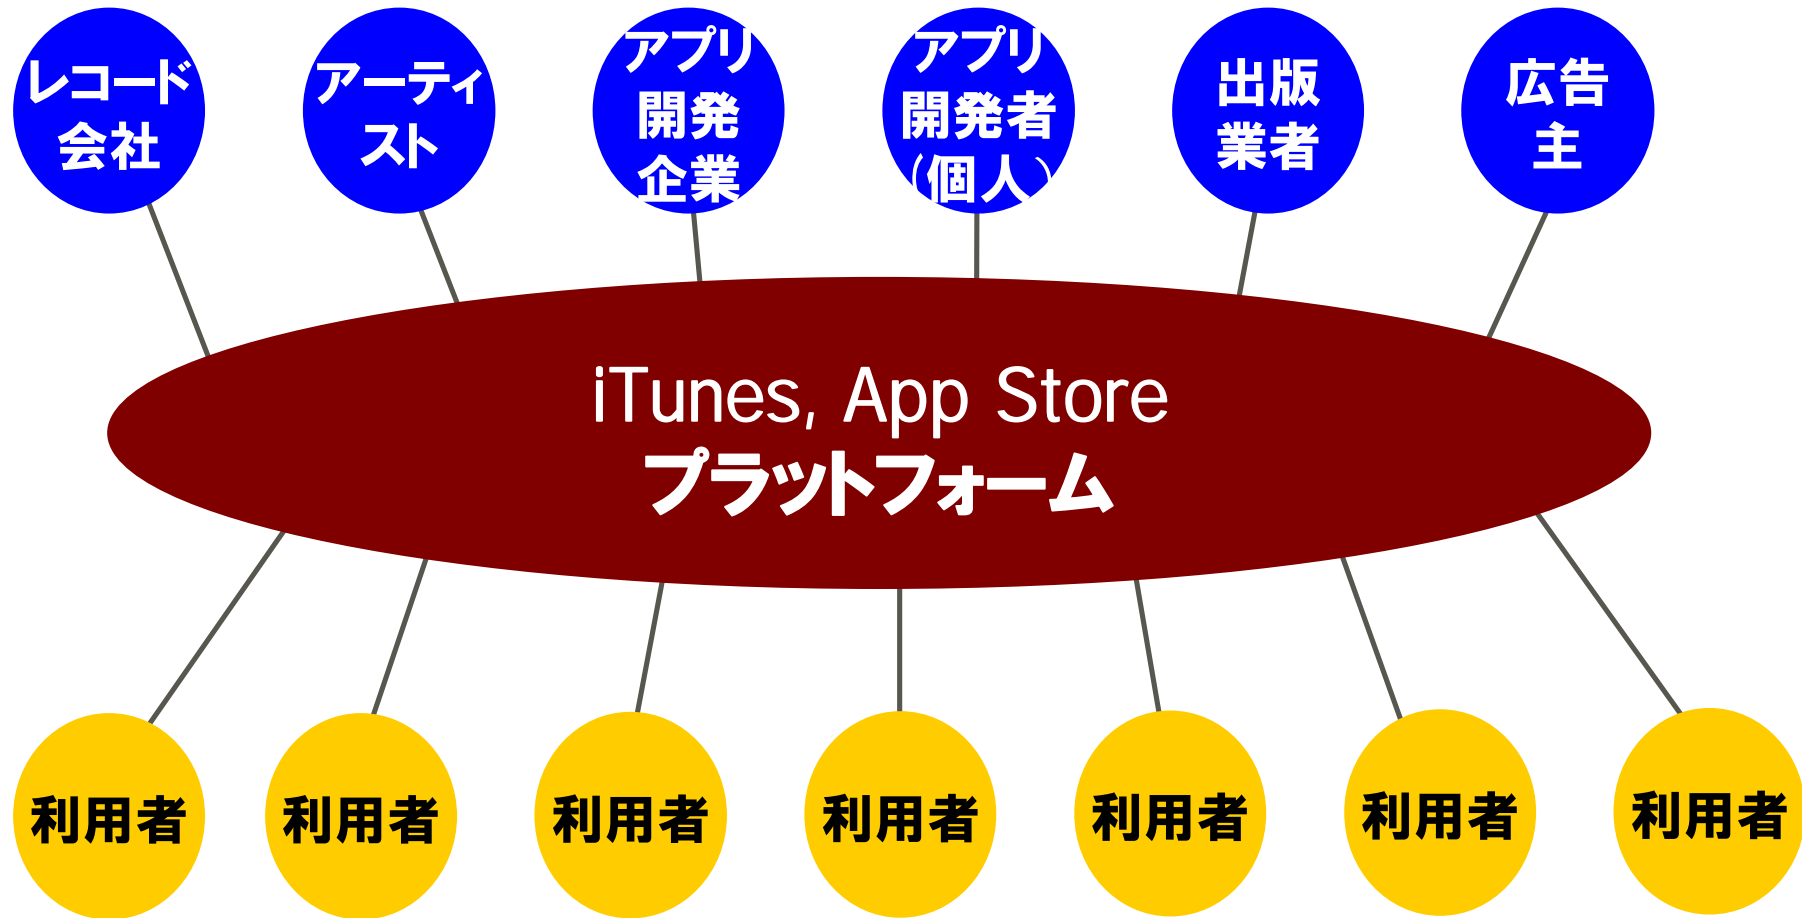 レコード
会社
アーティ
スト
アプリ
開発
企業
アプリ
開発者
(個人)
出版
業者
広告
主
iTunes, App Store
プラットフォーム
利用者
利用者
利用者
利用者
利用者
利用者
利用者